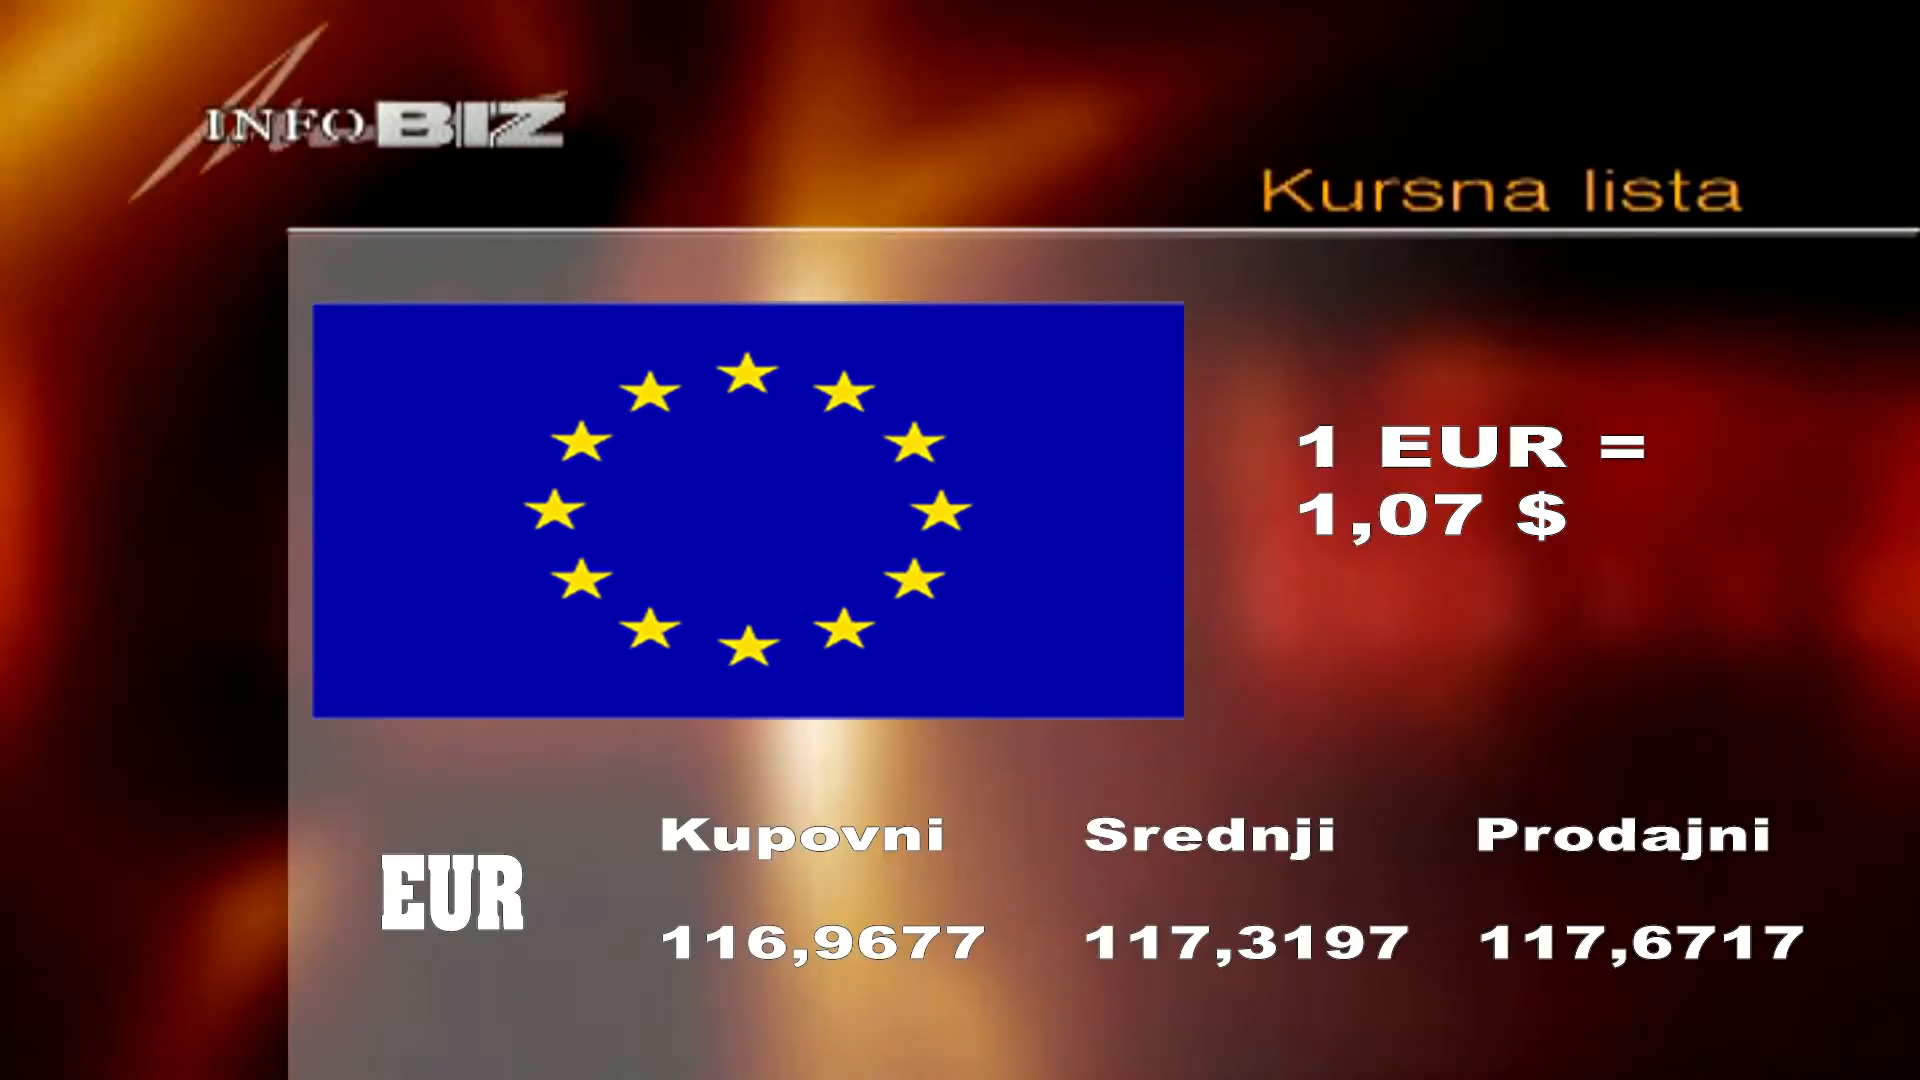 INFO BIZ
Kursna lista
1 EUR =
1,07 $
Kupovni Srednji Prodajni
EUR
116,9677 117,3197 117,6717